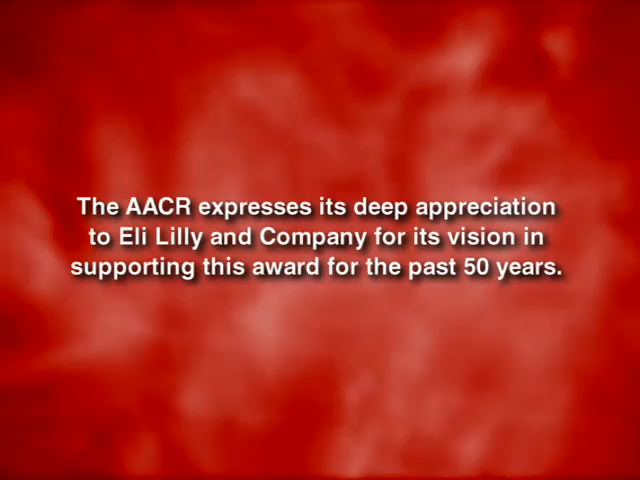 The AACR expresses its deep appreciation
to Eli Lilly and Company for its vision in
supporting this award for the past 50 years.